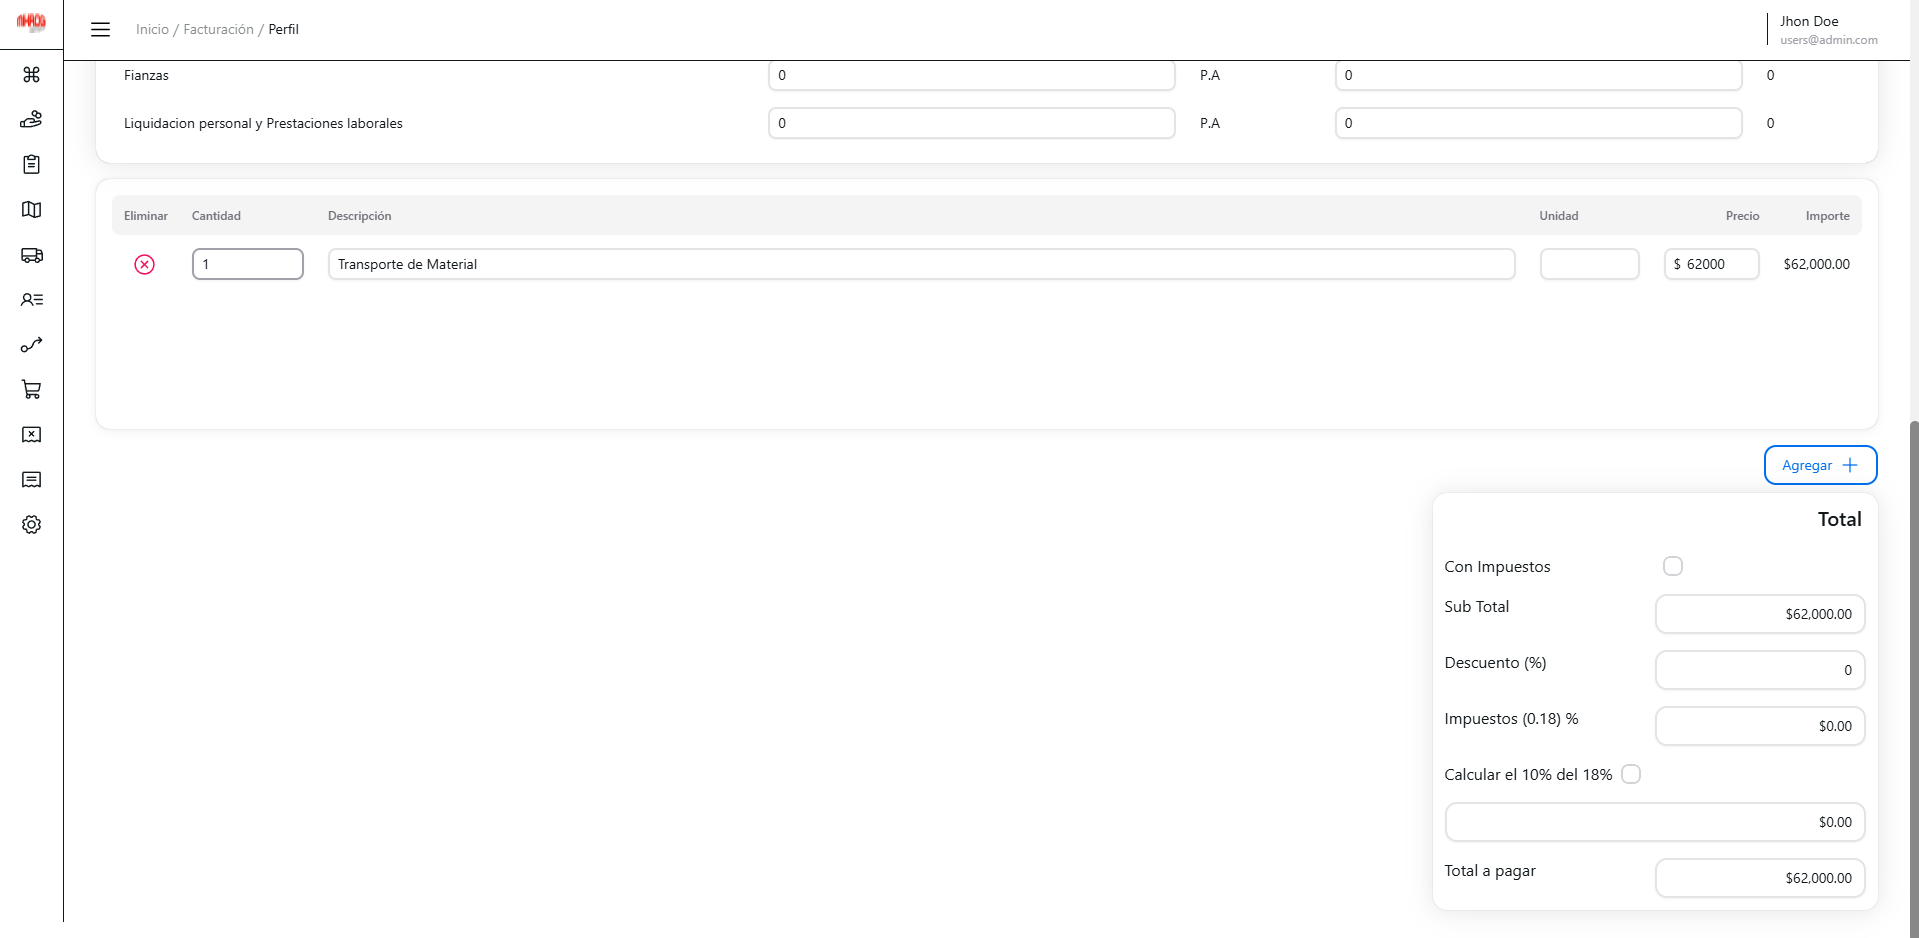 Inicio / Facturación / Perfil
Jhon Doe
users@admin.com
Fianzas 0 P.A 0 0
Liquidacion personal y Prestaciones laborales 0 P.A 0 0
Eliminar Cantidad Descripción Unidad Precio Importe
1 Transporte de Material $ 62000 $62,000.00
Agregar
Total
Con Impuestos
Sub Total $62,000.00
Descuento (%) 0
Impuestos (0.18) % $0.00
Calcular el 10% del 18%
$0.00
Total a pagar $62,000.00